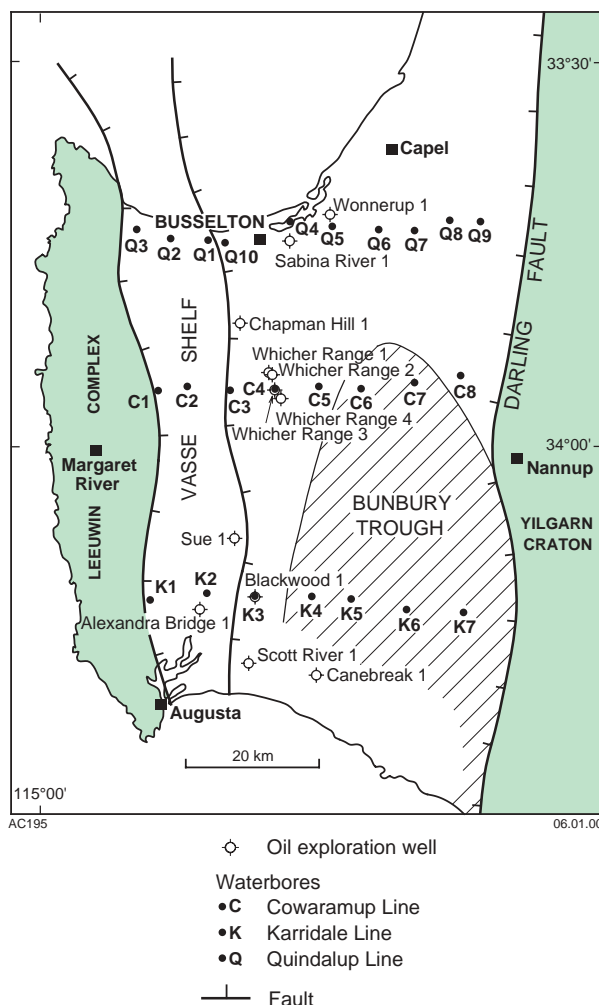 33°30'
Capel
Wonnerup 1
BUSSELTON
Q4
Q3
Q2
Q1
Q10
Q5
Q6
Q7
Q8
Q9
Sabina River 1
DARLING FAULT
Chapman Hill 1
VASSE SHELF
LEEUWIN COMPLEX
Whicher Range 1
Whicher Range 2
C1
C2
C3
C4
C5
C6
C7
C8
Whicher Range 4
Whicher Range 3
34°00'
Margaret
River
Nannup
BUNBURY
TROUGH
YILGARN
CRATON
Sue 1
Blackwood 1
K1
K2
K3
K4
K5
K6
K7
Alexandra Bridge 1
Scott River 1
Canebreak 1
Augusta
20 km
115°00'
AC195
06.01.00
Oil exploration well
Waterbores
C Cowaramup Line
K Karridale Line
Q Quindalup Line
Fault